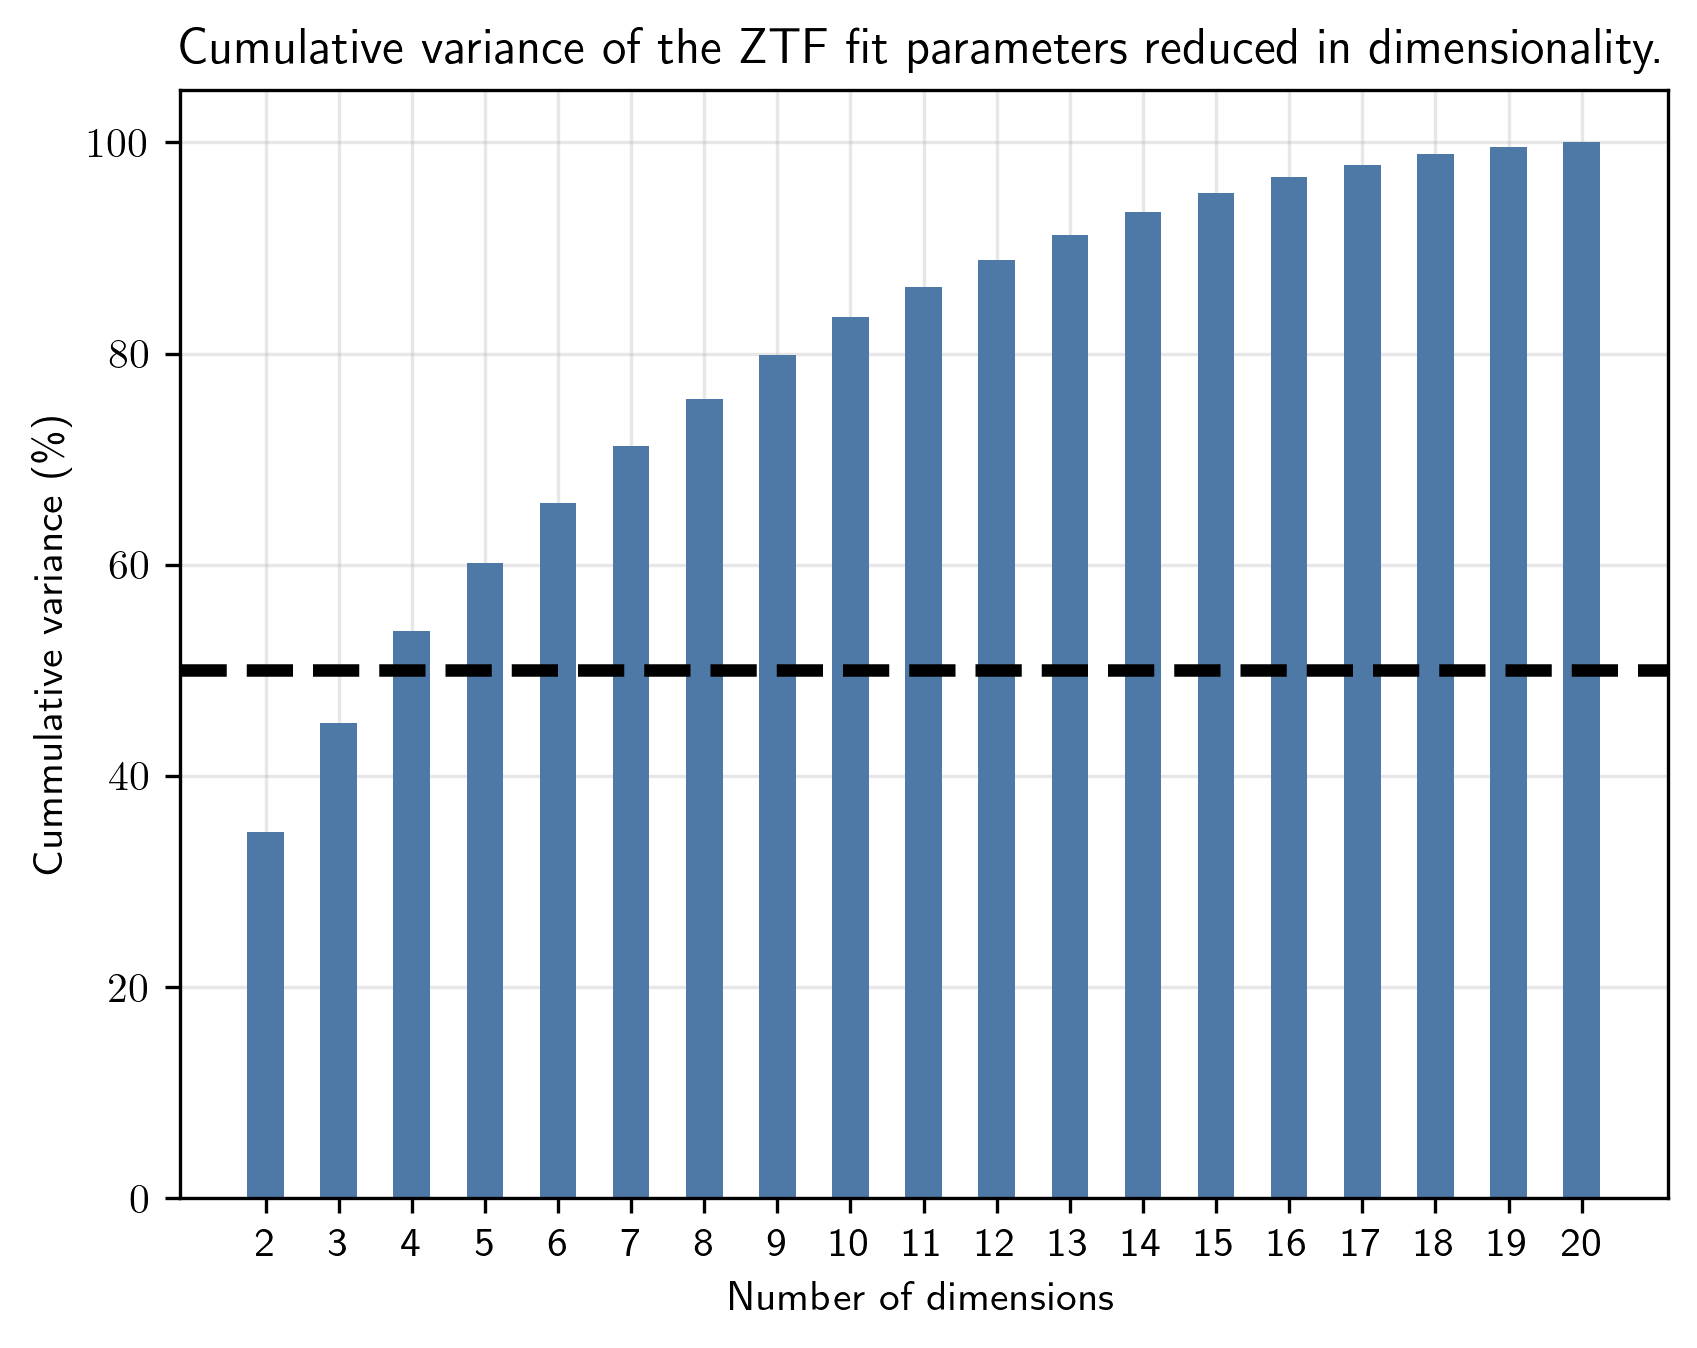 Cumulative variance of the ZTF fit parameters reduced in dimensionality.
Cummulative variance (%)
100
80
60
40
20
0
2 3 4 5 6 7 8 9 10 11 12 13 14 15 16 17 18 19 20
Number of dimensions